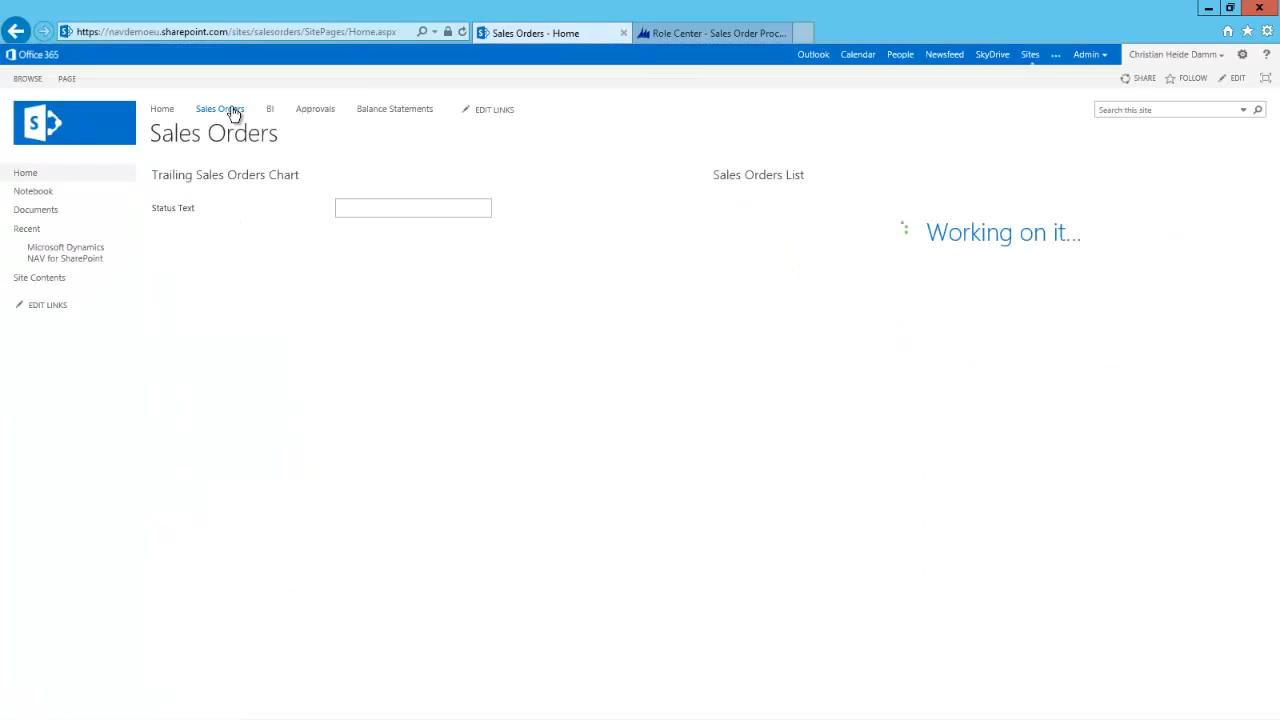 https://navdemoeu.sharepoint.com/sites/salesorders/SitePages/Home.aspx
Sales Orders - Home
Role Center - Sales Order Proc...
Office 365
Outlook
Calendar
People
Newsfeed
SkyDrive
Sites
...
Admin
Christian Heide Damm
?
BROWSE
PAGE
SHARE
FOLLOW
EDIT
Home
Sales Orders
BI
Approvals
Balance Statements
EDIT LINKS
Search this site
Sales Orders
S
Home
Notebook
Documents
Recent
Microsoft Dynamics
NAV for SharePoint
Site Contents
EDIT LINKS
Trailing Sales Orders Chart
Status Text
Sales Orders List
Working on it...